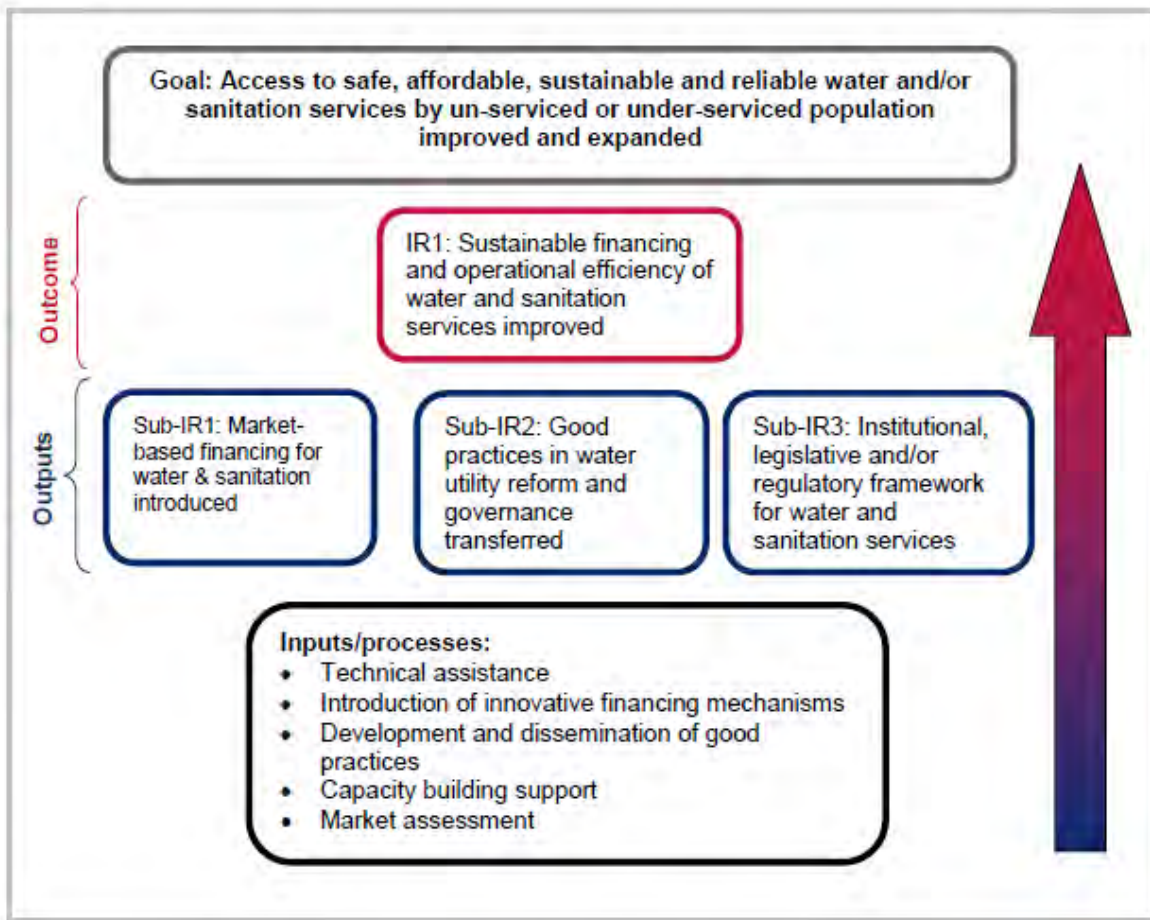 Goal: Access to safe, affordable, sustainable and reliable water and/or
sanitation services by un-serviced or under-serviced population
improved and expanded
Outcome
IR1: Sustainable financing
and operational efficiency of
water and sanitation
services improved
Outputs
Sub-IR1: Market-
based financing for
water & sanitation
introduced
Sub-IR2: Good
practices in water
utility reform and
governance
transferred
Sub-IR3: Institutional,
legislative and/or
regulatory framework
for water and
sanitation services
Inputs/processes:
• Technical assistance
• Introduction of innovative financing mechanisms
• Development and dissemination of good
practices
• Capacity building support
• Market assessment